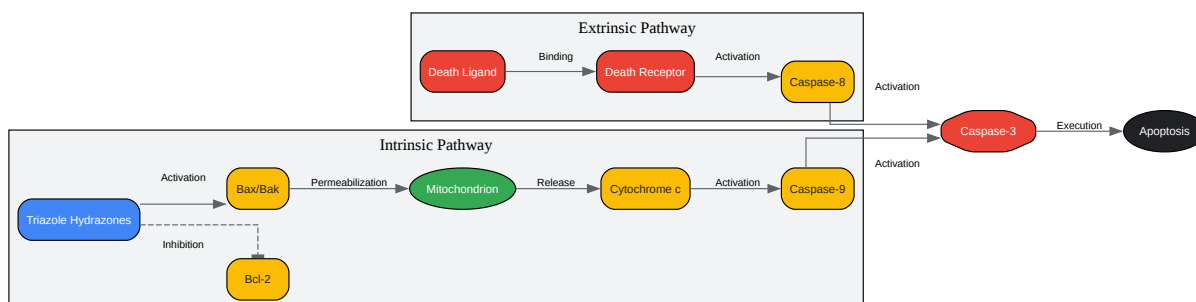 Extrinsic Pathway
Death Ligand
Binding
Death Receptor
Activation
Caspase-8
Activation
Caspase-3
Execution
Apoptosis
Intrinsic Pathway
Triazole Hydrazones
Activation
Bax/Bak
Permeabilization
Mitochondrion
Release
Cytochrome c
Activation
Caspase-9
Activation
Inhibition
Bcl-2